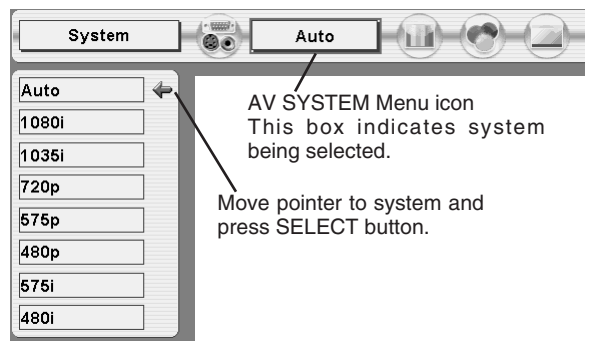 System
Auto
AV SYSTEM Menu icon
This box indicates system
being selected.
Auto
1080i
1035i
720p
575p
480p
575i
480i
Move pointer to system and
press SELECT button.